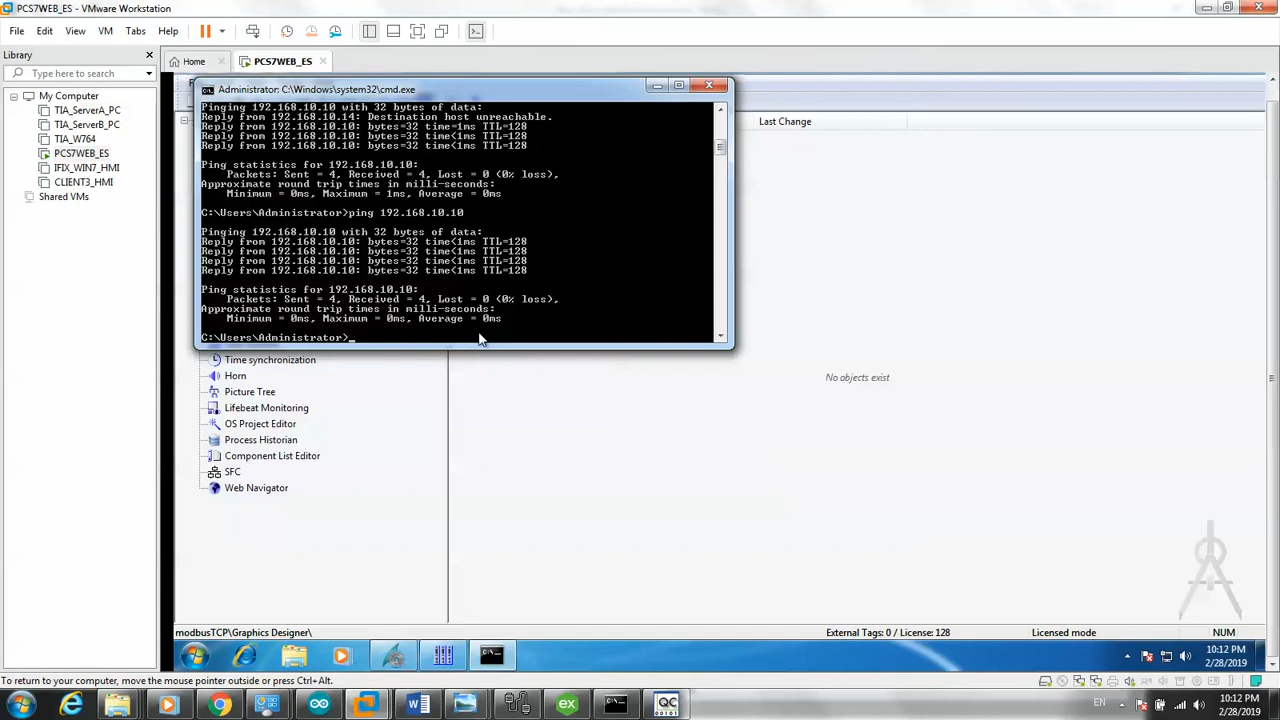 PCS7WEB_ES - VMware Workstation
File Edit View VM Tabs Help
Library
Type here to search
Home
PCS7WEB_ES
My Computer
TIA_ServerA_PC
TIA_ServerB_PC
TIA_W764
PCS7WEB_ES
IFIX_WIN7_HMI
CLIENT3_HMI
Shared VMs
Administrator: C:\Windows\system32\cmd.exe
Pinging 192.168.10.10 with 32 bytes of data:
Reply from 192.168.10.14: Destination host unreachable.
Reply from 192.168.10.10: bytes=32 time=1ms TTL=128
Reply from 192.168.10.10: bytes=32 time<1ms TTL=128
Reply from 192.168.10.10: bytes=32 time<1ms TTL=128
Ping statistics for 192.168.10.10:
Packets: Sent = 4, Received = 4, Lost = 0 (0% loss),
Approximate round trip times in milli-seconds:
Minimum = 0ms, Maximum = 1ms, Average = 0ms
C:\Users\Administrator>ping 192.168.10.10
Pinging 192.168.10.10 with 32 bytes of data:
Reply from 192.168.10.10: bytes=32 time<1ms TTL=128
Reply from 192.168.10.10: bytes=32 time<1ms TTL=128
Reply from 192.168.10.10: bytes=32 time<1ms TTL=128
Reply from 192.168.10.10: bytes=32 time<1ms TTL=128
Ping statistics for 192.168.10.10:
Packets: Sent = 4, Received = 4, Lost = 0 (0% loss),
Approximate round trip times in milli-seconds:
Minimum = 0ms, Maximum = 0ms, Average = 0ms
C:\Users\Administrator>_
Last Change
No objects exist
Time synchronization
Horn
Picture Tree
Lifebeat Monitoring
OS Project Editor
Process Historian
Component List Editor
SFC
Web Navigator
modbusTCP\Graphics Designer\
External Tags: 0 / License: 128
Licensed mode
NUM
10:12 PM
2/28/2019
To return to your computer, move the mouse pointer outside or press Ctrl+Alt.
QC
EN
10:12 PM
2/28/2019